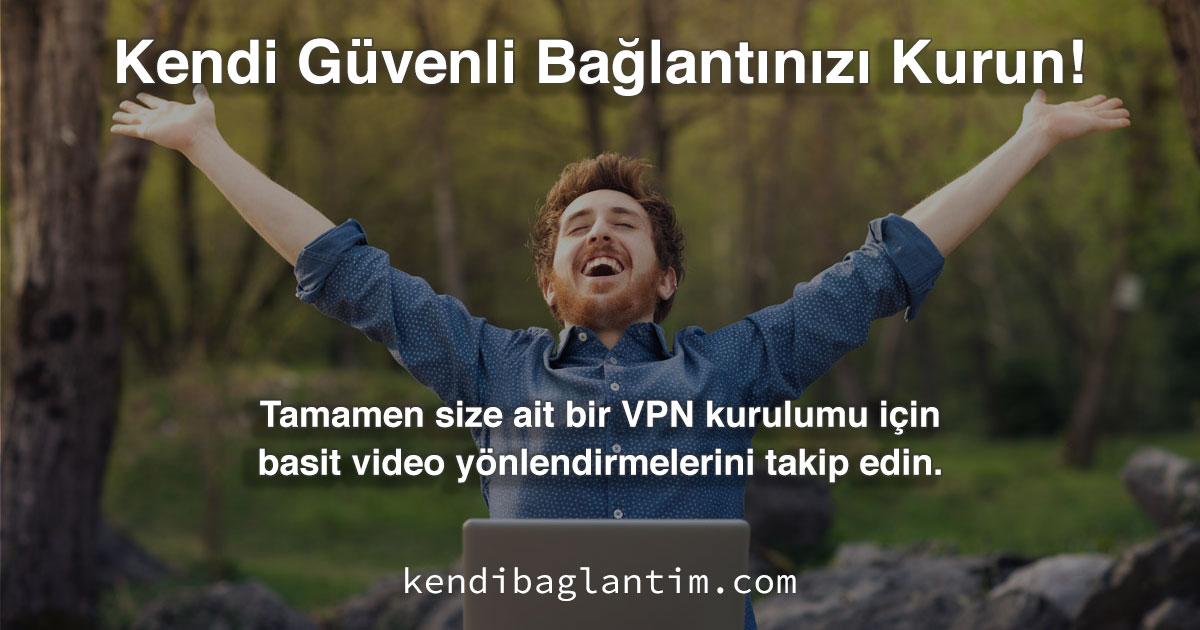 Kendi Güvenli Bağlantınızı Kurun!
Tamamen size ait bir VPN kurulumu için
basit video yönlendirmelerini takip edin.
kendibaglantim.com